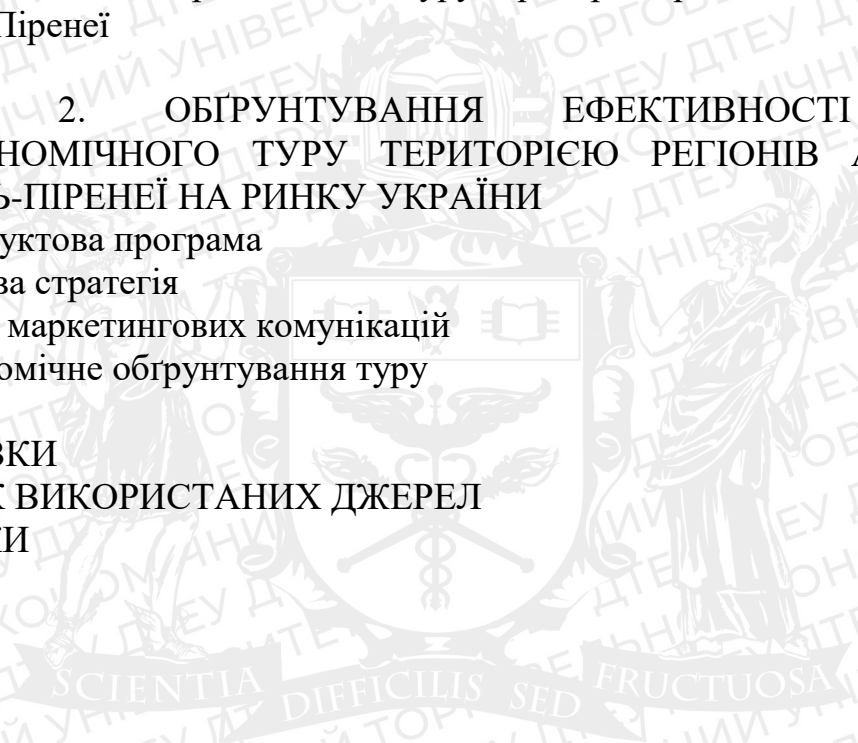 Піренеї
2. ОБҐРУНТУВАННЯ ЕФЕКТИВНОСТІ
НОМІЧНОГО ТУРУ ТЕРИТОРІЄЮ РЕГІОНІВ А
Ь-ПІРЕНЕЇ НА РИНКУ УКРАЇНИ
уктова програма
ва стратегія
маркетингових комунікацій
омічне обґрунтування туру
ВКИ
К ВИКОРИСТАНИХ ДЖЕРЕЛ
КИ
SCIENTIA DIFFICILIS SED FRUCTUOSA